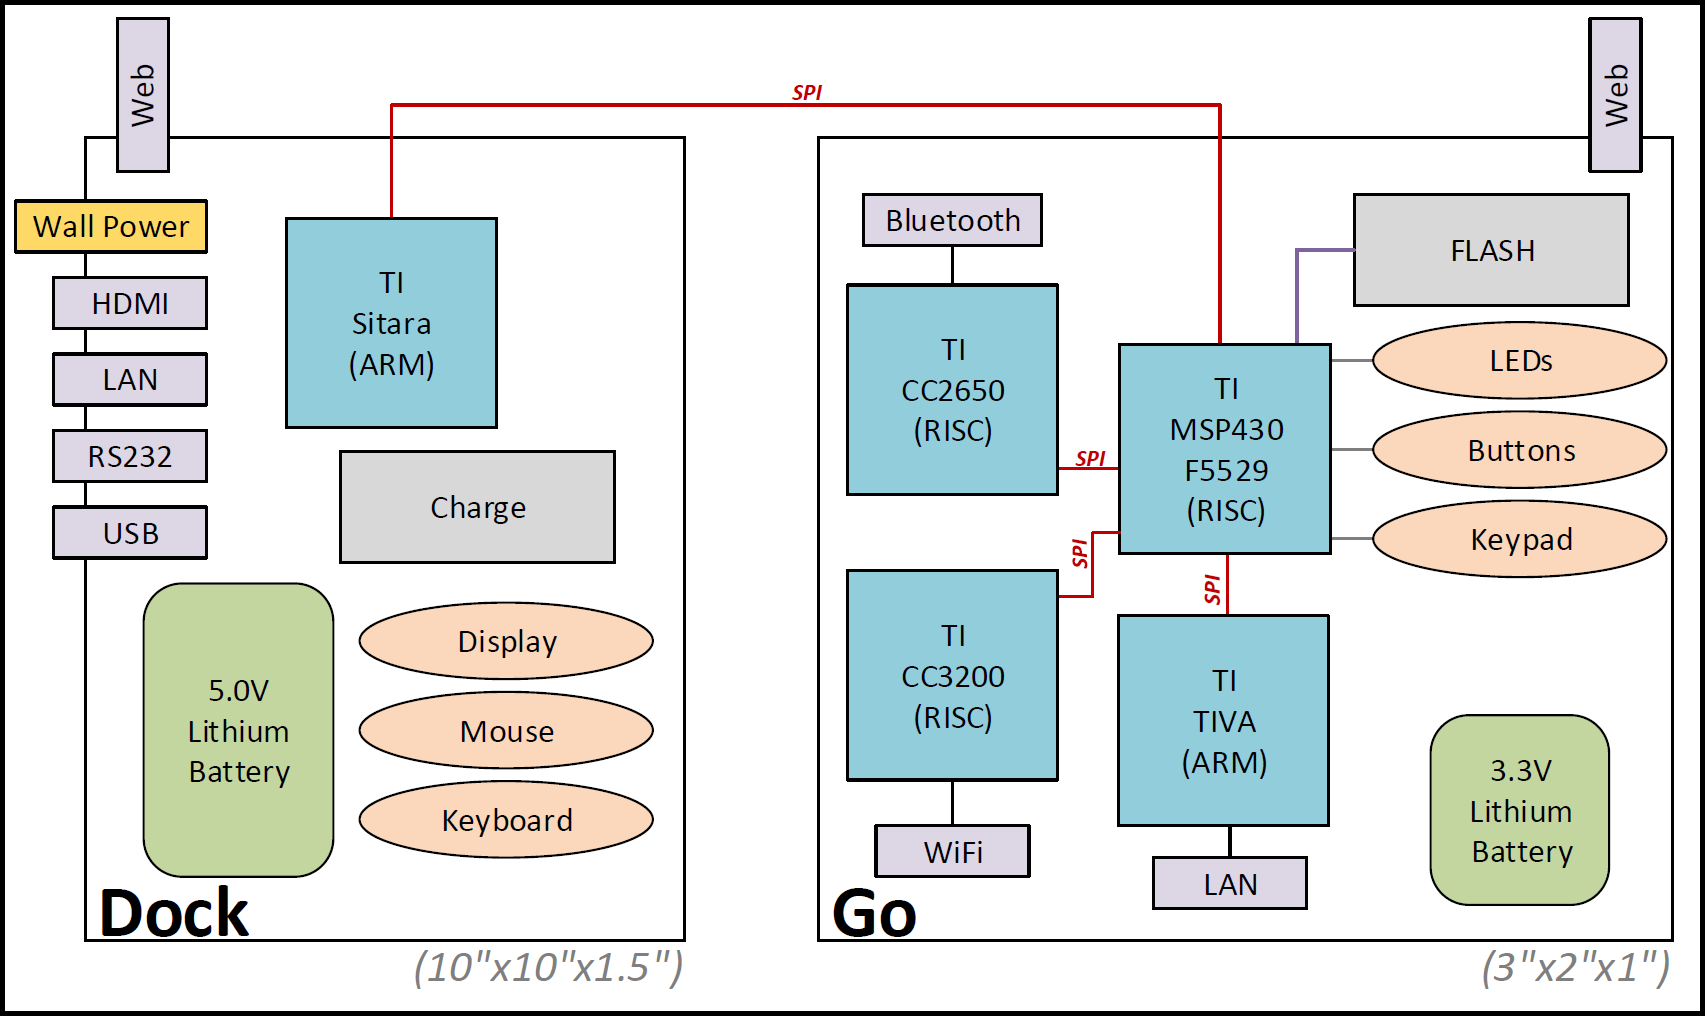 Web
Wall Power
HDMI
LAN
RS232
USB
TI
Sitara
(ARM)
Charge
5.0V
Lithium
Battery
Display
Mouse
Keyboard
Dock
(10"x10"x1.5")
SPI
Web
Bluetooth
TI
CC2650
(RISC)
SPI
TI
MSP430
F5529
(RISC)
FLASH
LEDs
Buttons
Keypad
SPI
TI
CC3200
(RISC)
WiFi
SPI
TI
TIVA
(ARM)
LAN
3.3V
Lithium
Battery
Go
(3"x2"x1")